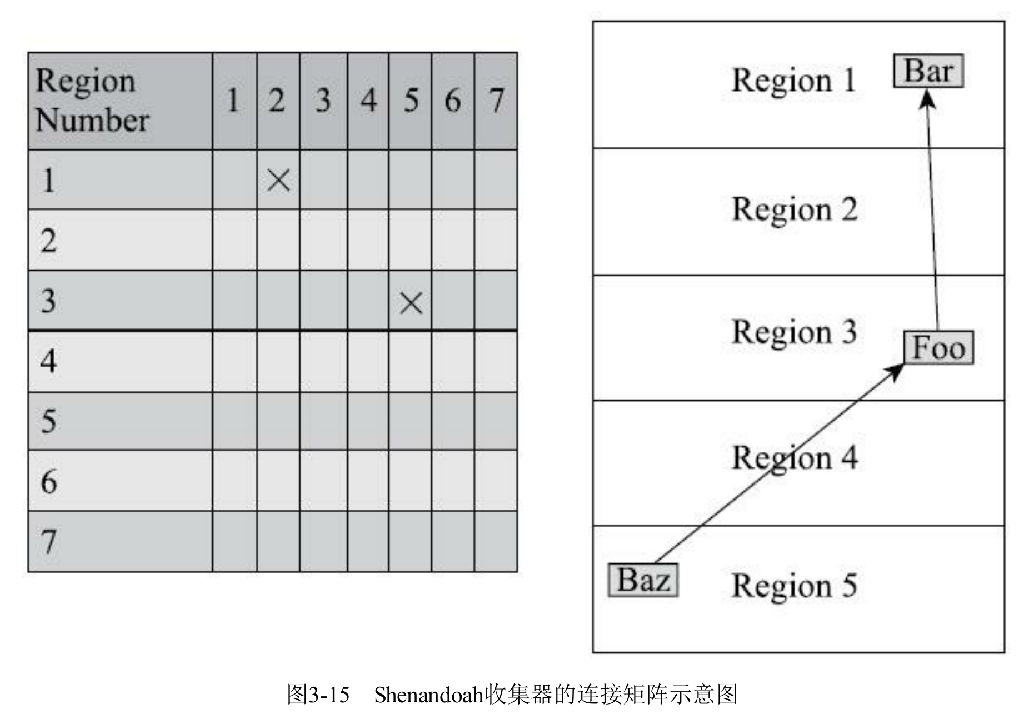 Region
Number 1 2 3 4 5 6 7
1 ×
2
3 ×
4
5
6
7
Region 1 Bar
Region 2
Region 3 Foo
Region 4
Baz Region 5
图3-15 Shenandoah收集器的连接矩阵示意图